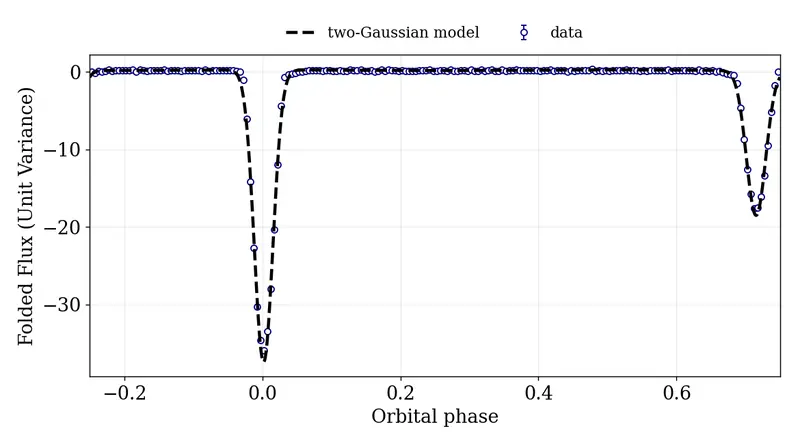 two-Gaussian model data
0
−10
−20
−30
Folded Flux (Unit Variance)
−0.2 0.0 0.2 0.4 0.6
Orbital phase